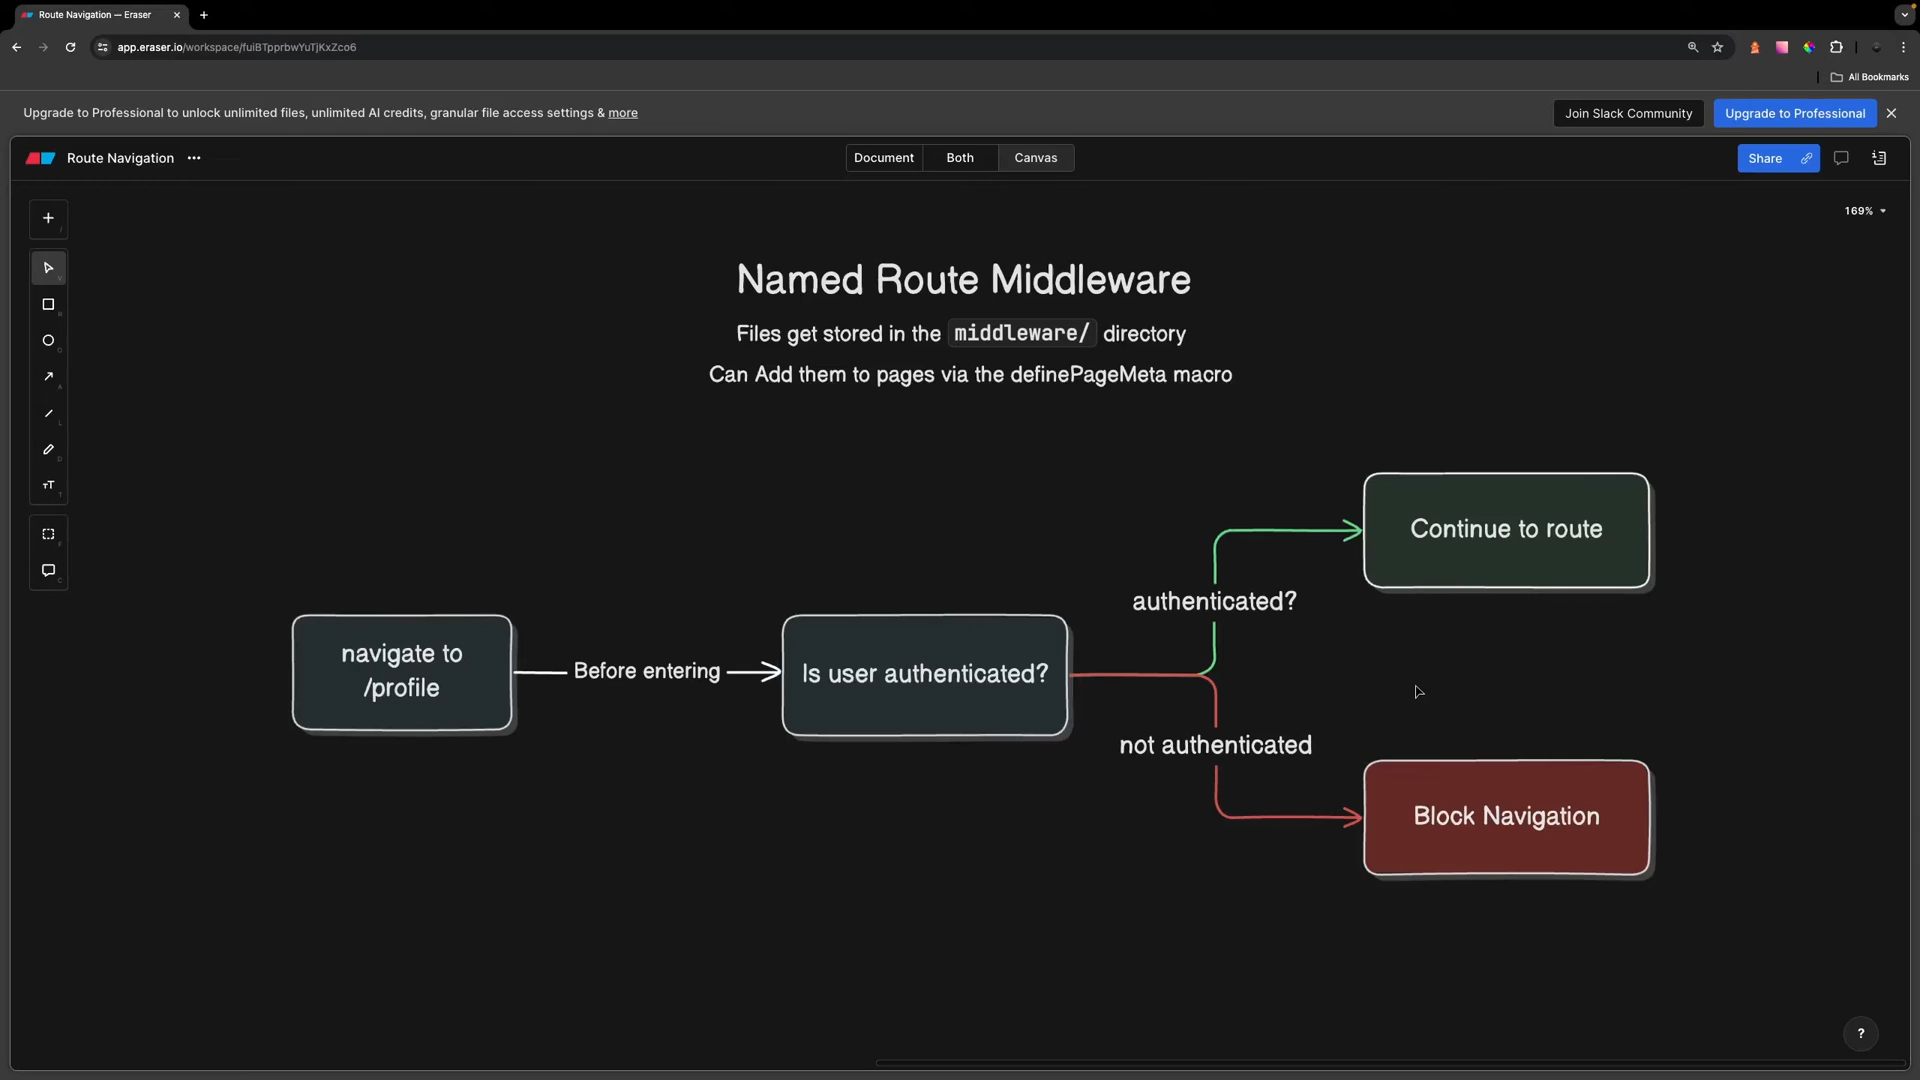 Route Navigation — Eraser
app.eraser.io/workspace/fuiBTpprbwYuTjKxZco6
All Bookmarks
Upgrade to Professional to unlock unlimited files, unlimited AI credits, granular file access settings & more
Join Slack Community
Upgrade to Professional
Route Navigation
Document
Both
Canvas
Share
169%
Named Route Middleware
Files get stored in the middleware/ directory
Can Add them to pages via the definePageMeta macro
Continue to route
authenticated?
navigate to
/profile
Before entering
Is user authenticated?
not authenticated
Block Navigation
?